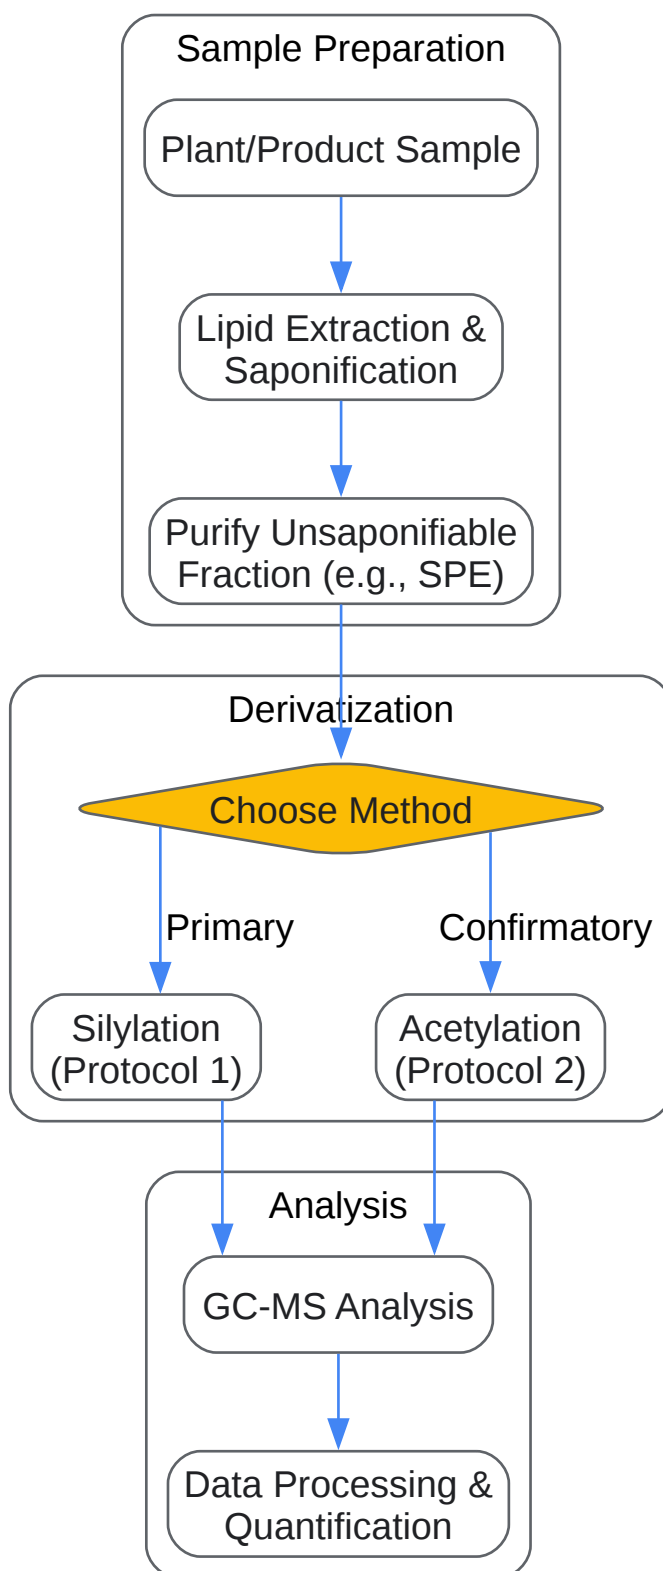 Sample Preparation
Plant/Product Sample
Lipid Extraction &
Saponification
Purify Unsaponifiable
Fraction (e.g., SPE)
Derivatization
Choose Method
Primary
Confirmatory
Silylation
(Protocol 1)
Acetylation
(Protocol 2)
Analysis
GC-MS Analysis
Data Processing &
Quantification